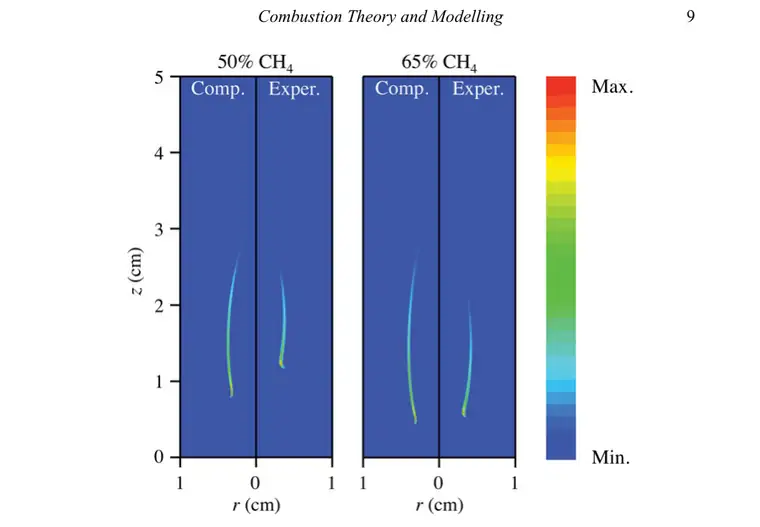 Combustion Theory and Modelling 9
50% CH₄ 65% CH₄
5 Comp. Exper. Comp. Exper. Max.
4
3
z (cm)
2
1
0 Min.
1 0 1 1 0 1
r (cm) r (cm)